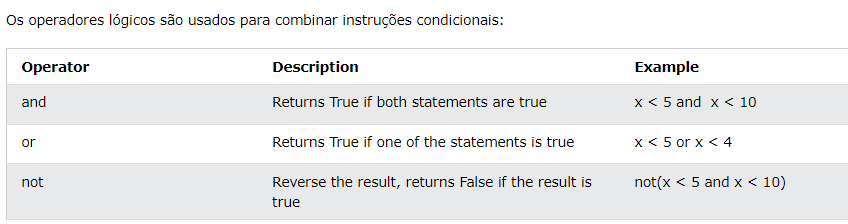 Os operadores lógicos são usados para combinar instruções condicionais:
Operator Description Example
and Returns True if both statements are true x < 5 and  x < 10
or Returns True if one of the statements is true x < 5 or x < 4
not Reverse the result, returns False if the result is true not(x < 5 and x < 10)